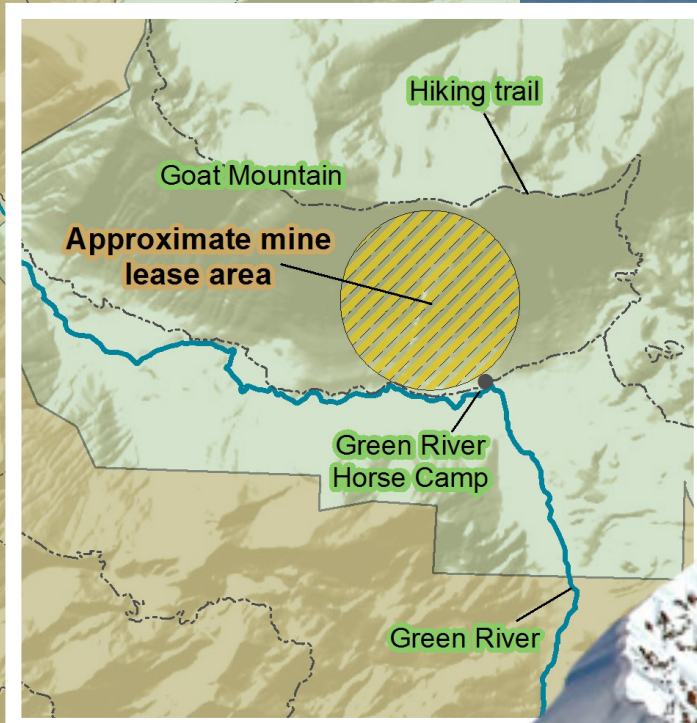 Hiking trail
Goat Mountain
Approximate mine
lease area
Green River
Horse Camp
Green River